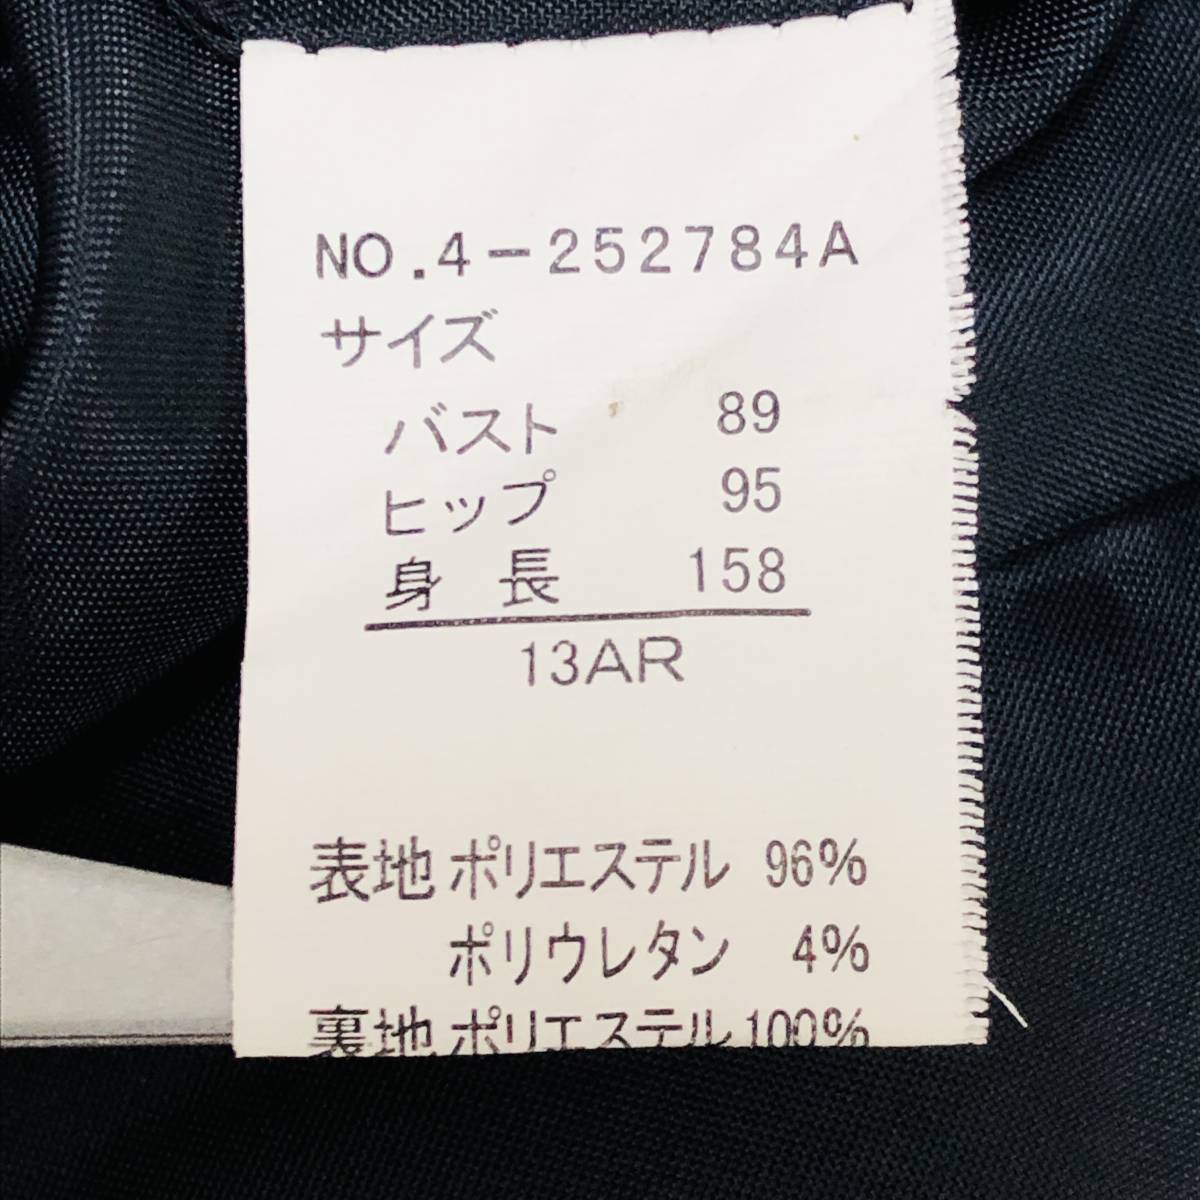 NO.4-252784A
サイズ
バスト 89
ヒップ 95
身長 158
13AR
表地 ポリエステル 96%
ポリウレタン 4%
裏地 ポリエステル 100%